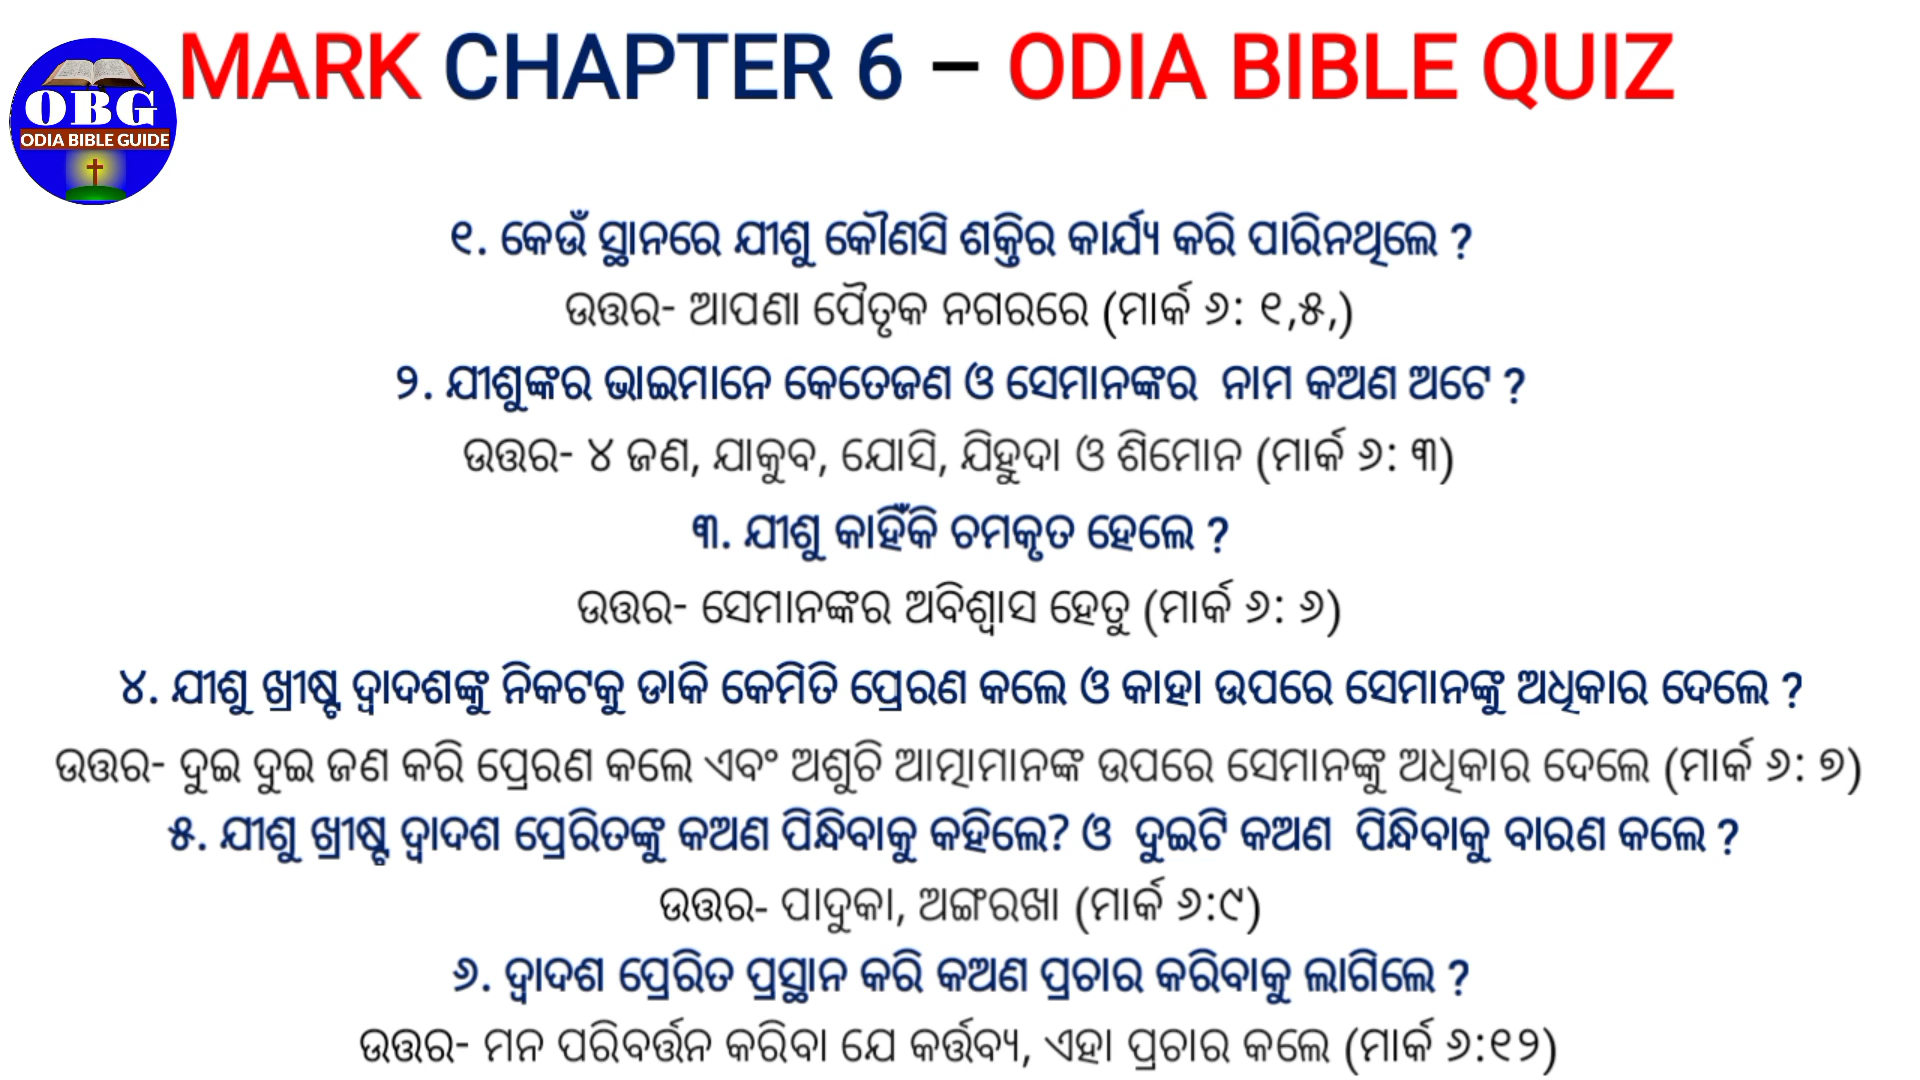 MARK CHAPTER 6 – ODIA BIBLE QUIZ
OBG
ODIA BIBLE GUIDE
୧. କେଉଁ ସ୍ଥାନରେ ଯୀଶୁ କୌଣସି ଶକ୍ତିର କାର୍ଯ୍ୟ କରି ପାରିନଥିଲେ ?
ଉତ୍ତର- ଆପଣା ପୈତୃକ ନଗରରେ (ମାର୍କ ୬: ୧,୫,)
୨. ଯୀଶୁଙ୍କର ଭାଇମାନେ କେତେଜଣ ଓ ସେମାନଙ୍କର ନାମ କଅଣ ଅଟେ ?
ଉତ୍ତର- ୪ ଜଣ, ଯାକୁବ, ଯୋସି, ଯିହୁଦା ଓ ଶିମୋନ (ମାର୍କ ୬: ୩)
୩. ଯୀଶୁ କାହିଁକି ଚମକୃତ ହେଲେ ?
ଉତ୍ତର- ସେମାନଙ୍କର ଅବିଶ୍ୱାସ ହେତୁ (ମାର୍କ ୬: ୬)
୪. ଯୀଶୁ ଖ୍ରୀଷ୍ଟ ଦ୍ୱାଦଶଙ୍କୁ ନିକଟକୁ ଡାକି କେମିତି ପ୍ରେରଣ କଲେ ଓ କାହା ଉପରେ ସେମାନଙ୍କୁ ଅଧିକାର ଦେଲେ ?
ଉତ୍ତର- ଦୁଇ ଦୁଇ ଜଣ କରି ପ୍ରେରଣ କଲେ ଏବଂ ଅଶୁଚି ଆତ୍ମାମାନଙ୍କ ଉପରେ ସେମାନଙ୍କୁ ଅଧିକାର ଦେଲେ (ମାର୍କ ୬: ୭)
୫. ଯୀଶୁ ଖ୍ରୀଷ୍ଟ ଦ୍ୱାଦଶ ପ୍ରେରିତଙ୍କୁ କଅଣ ପିନ୍ଧିବାକୁ କହିଲେ? ଓ ଦୁଇଟି କଅଣ ପିନ୍ଧିବାକୁ ବାରଣ କଲେ ?
ଉତ୍ତର- ପାଦୁକା, ଅଙ୍ଗରଖା (ମାର୍କ ୬:୯)
୬. ଦ୍ୱାଦଶ ପ୍ରେରିତ ପ୍ରସ୍ଥାନ କରି କଅଣ ପ୍ରଚାର କରିବାକୁ ଲାଗିଲେ ?
ଉତ୍ତର- ମନ ପରିବର୍ତ୍ତନ କରିବା ଯେ କର୍ତ୍ତବ୍ୟ, ଏହା ପ୍ରଚାର କଲେ (ମାର୍କ ୬:୧୨)